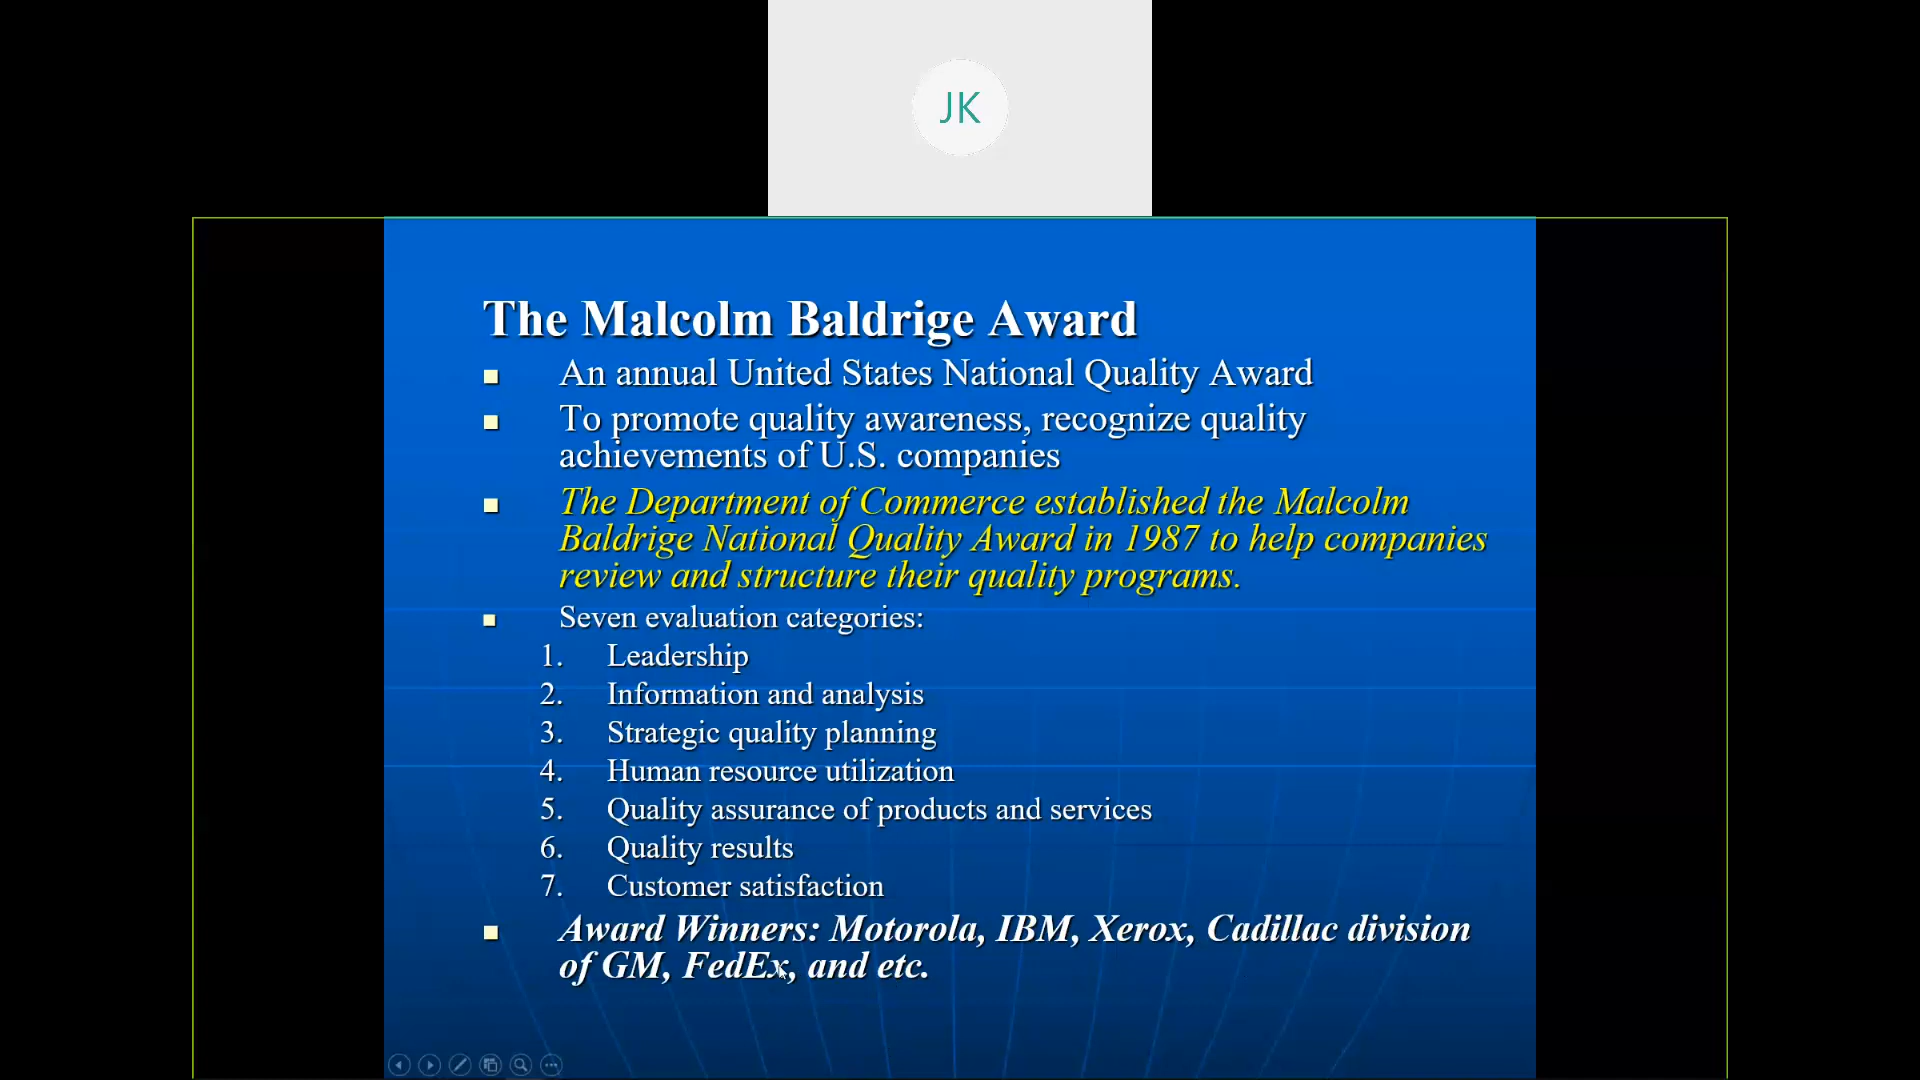 JK
The Malcolm Baldrige Award
An annual United States National Quality Award
To promote quality awareness, recognize quality
achievements of U.S. companies
The Department of Commerce established the Malcolm
Baldrige National Quality Award in 1987 to help companies
review and structure their quality programs.
Seven evaluation categories:
1. Leadership
2. Information and analysis
3. Strategic quality planning
4. Human resource utilization
5. Quality assurance of products and services
6. Quality results
7. Customer satisfaction
Award Winners: Motorola, IBM, Xerox, Cadillac division
of GM, FedEx, and etc.